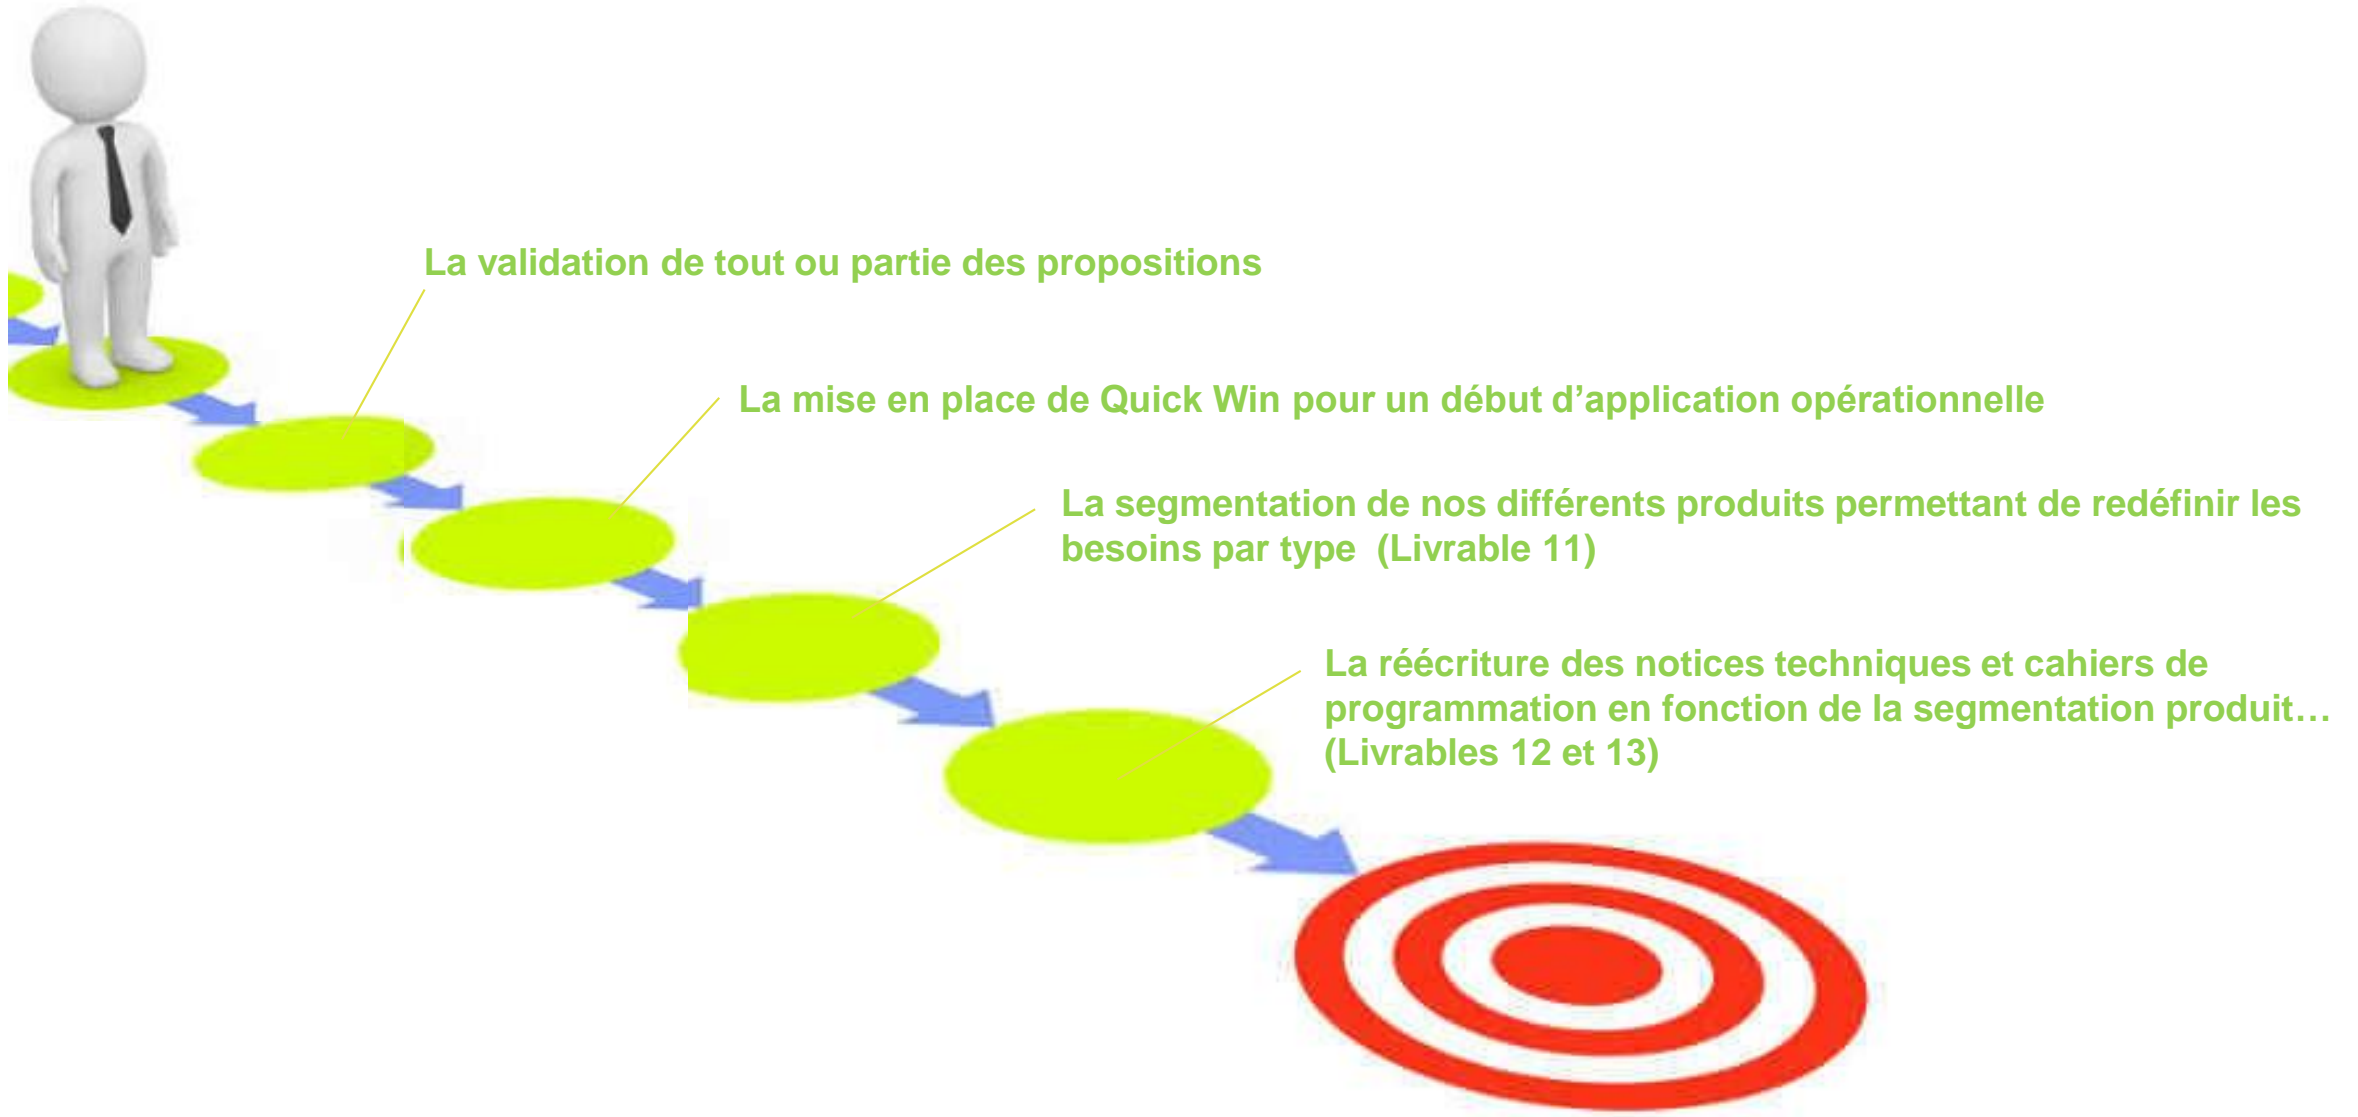 La validation de tout ou partie des propositions
La mise en place de Quick Win pour un début d’application opérationnelle
La segmentation de nos différents produits permettant de redéfinir les
besoins par type  (Livrable 11)
La réécriture des notices techniques et cahiers de
programmation en fonction de la segmentation produit…
(Livrables 12 et 13)